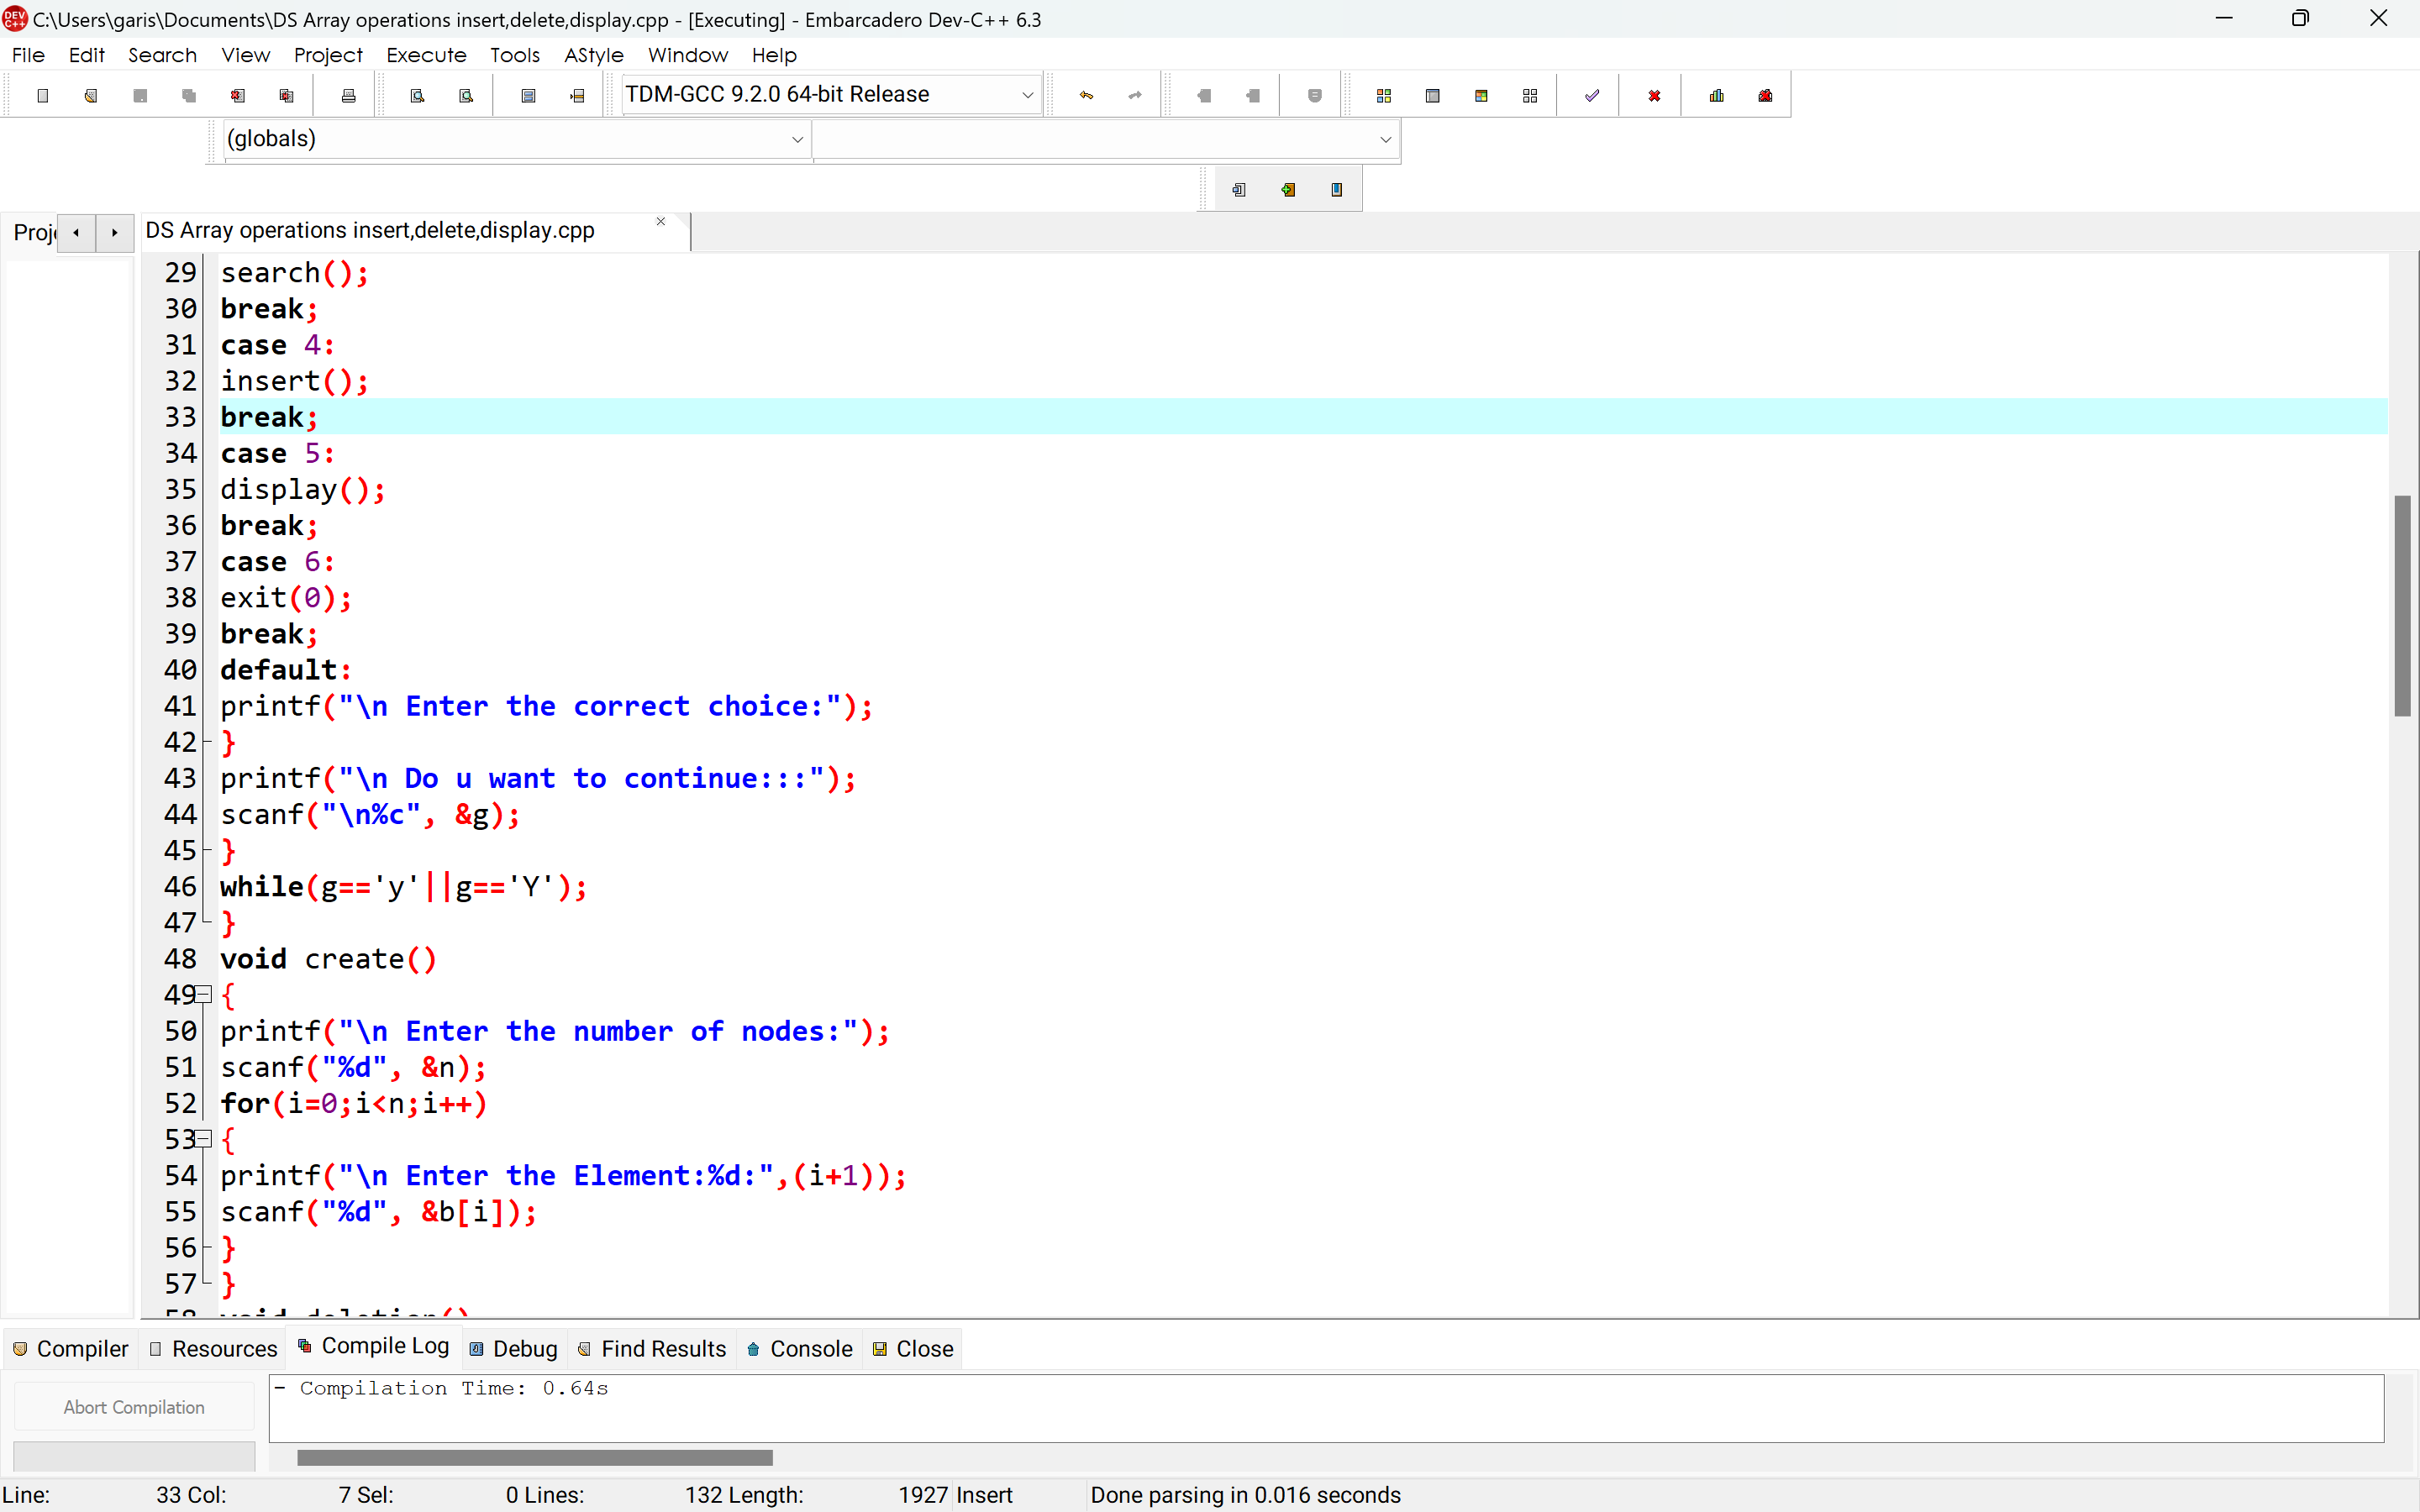 DEV C++ C:\Users\garis\Documents\DS Array operations insert,delete,display.cpp - [Executing] - Embarcadero Dev-C++ 6.3
File Edit Search View Project Execute Tools AStyle Window Help
TDM-GCC 9.2.0 64-bit Release
(globals)
Proj DS Array operations insert,delete,display.cpp
29 search();
30 break;
31 case 4:
32 insert();
33 break;
34 case 5:
35 display();
36 break;
37 case 6:
38 exit(0);
39 break;
40 default:
41 printf("\n Enter the correct choice:");
42 }
43 printf("\n Do u want to continue:::");
44 scanf("\n%c", &g);
45 }
46 while(g=='y'||g=='Y');
47 }
48 void create()
49 {
50 printf("\n Enter the number of nodes:");
51 scanf("%d", &n);
52 for(i=0;i<n;i++)
53 {
54 printf("\n Enter the Element:%d:",(i+1));
55 scanf("%d", &b[i]);
56 }
57 }
Compiler Resources Compile Log Debug Find Results Console Close
Abort Compilation
- Compilation Time: 0.64s
Line: 33 Col: 7 Sel: 0 Lines: 132 Length: 1927 Insert Done parsing in 0.016 seconds